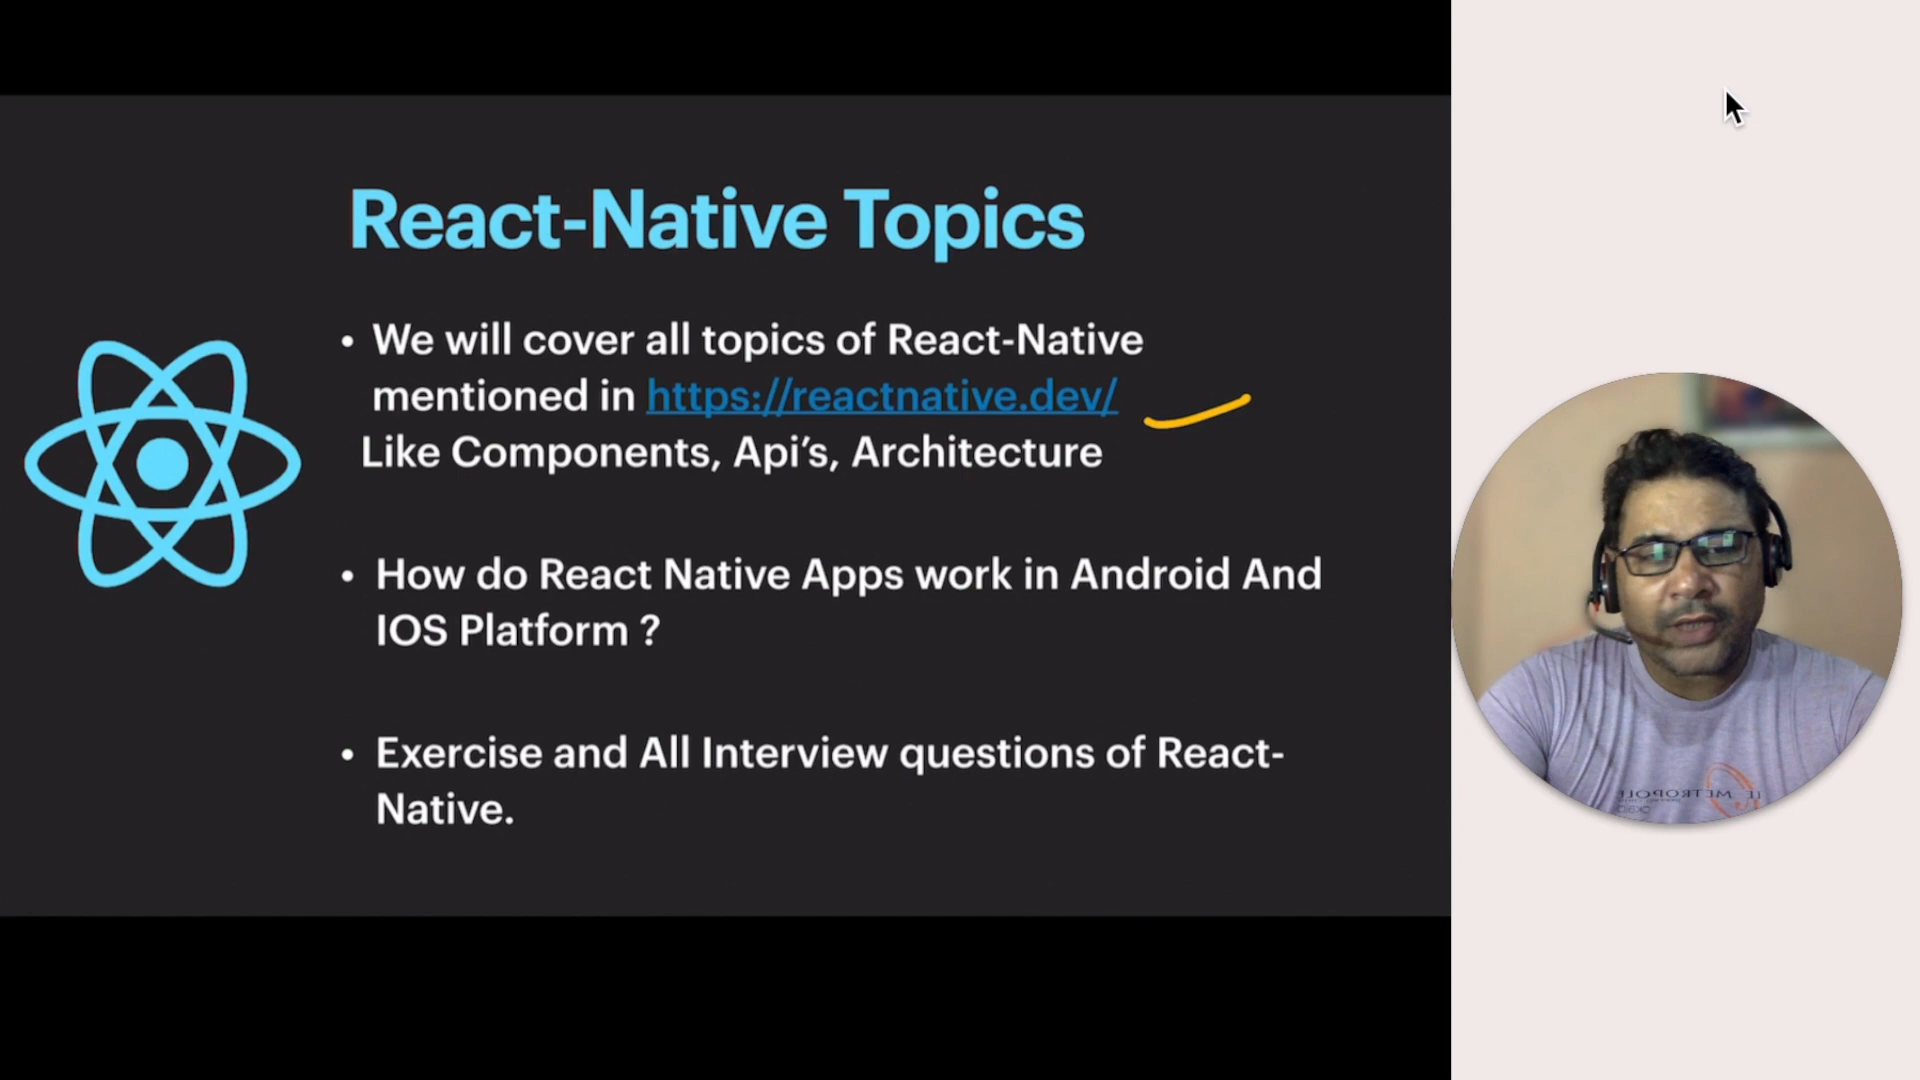 React-Native Topics
• We will cover all topics of React-Native
mentioned in https://reactnative.dev/
Like Components, Api's, Architecture
• How do React Native Apps work in Android And
IOS Platform ?
• Exercise and All Interview questions of React-
Native.